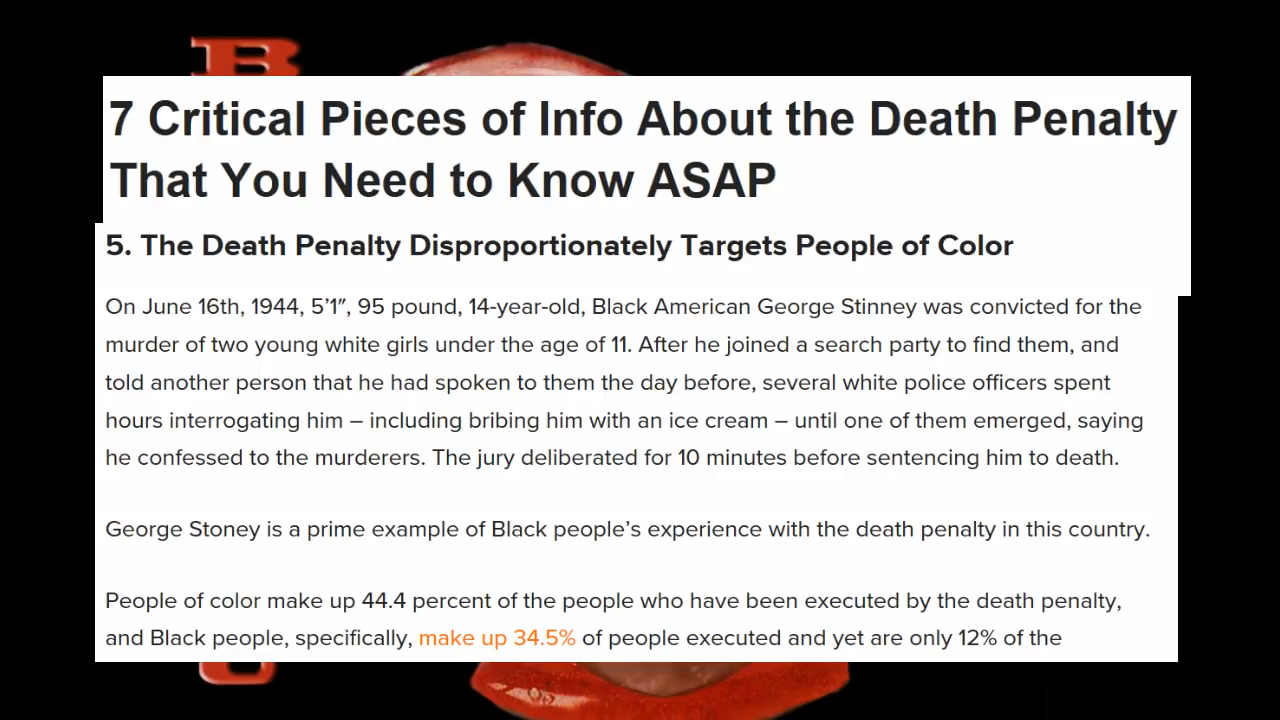 B
7 Critical Pieces of Info About the Death Penalty
That You Need to Know ASAP
5. The Death Penalty Disproportionately Targets People of Color
On June 16th, 1944, 5’1″, 95 pound, 14-year-old, Black American George Stinney was convicted for the
murder of two young white girls under the age of 11. After he joined a search party to find them, and
told another person that he had spoken to them the day before, several white police officers spent
hours interrogating him – including bribing him with an ice cream – until one of them emerged, saying
he confessed to the murderers. The jury deliberated for 10 minutes before sentencing him to death.
George Stoney is a prime example of Black people’s experience with the death penalty in this country.
People of color make up 44.4 percent of the people who have been executed by the death penalty,
and Black people, specifically, make up 34.5% of people executed and yet are only 12% of the